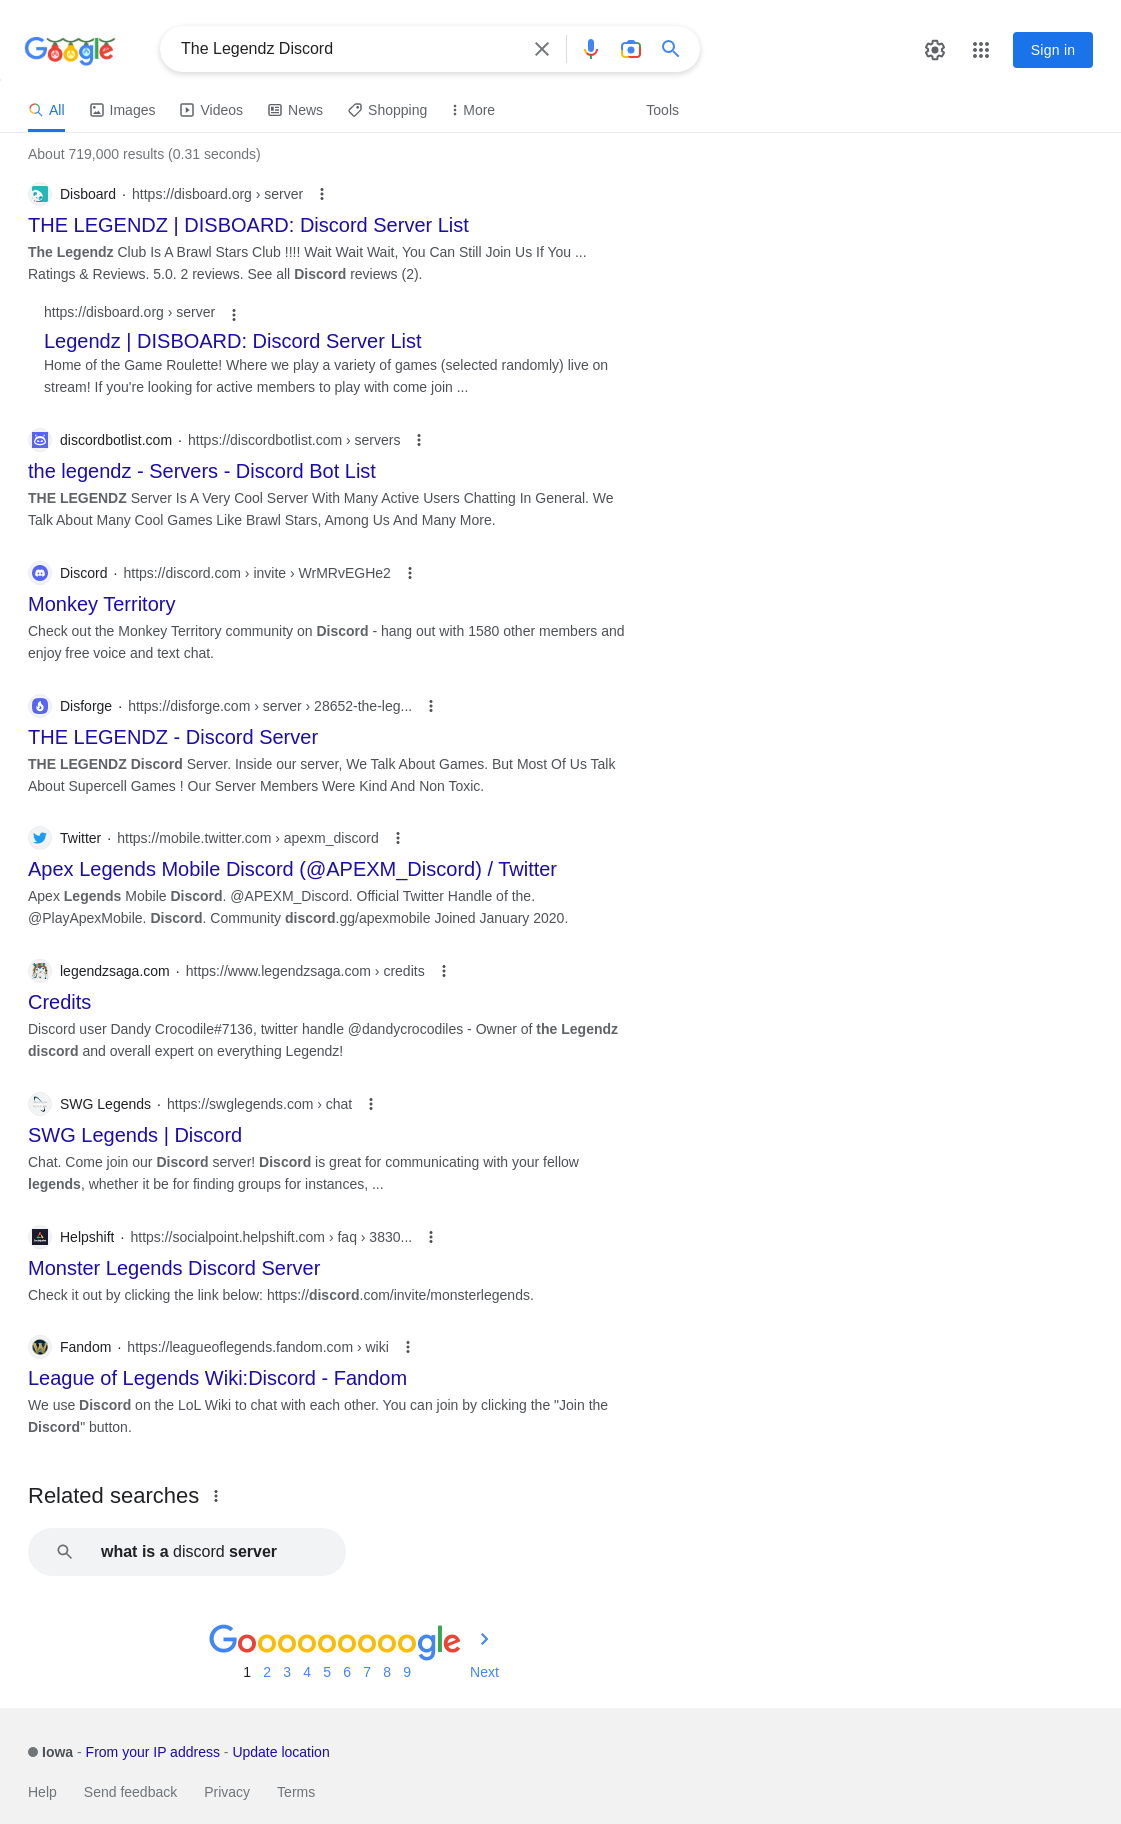 Google
The Legendz Discord
Sign in
All
Images
Videos
News
Shopping
More
Tools
About 719,000 results (0.31 seconds)
Disboard · https://disboard.org › server
THE LEGENDZ | DISBOARD: Discord Server List
The Legendz Club Is A Brawl Stars Club !!!! Wait Wait Wait, You Can Still Join Us If You ...
Ratings & Reviews. 5.0. 2 reviews. See all Discord reviews (2).
https://disboard.org › server
Legendz | DISBOARD: Discord Server List
Home of the Game Roulette! Where we play a variety of games (selected randomly) live on
stream! If you're looking for active members to play with come join ...
discordbotlist.com · https://discordbotlist.com › servers
the legendz - Servers - Discord Bot List
THE LEGENDZ Server Is A Very Cool Server With Many Active Users Chatting In General. We
Talk About Many Cool Games Like Brawl Stars, Among Us And Many More.
Discord · https://discord.com › invite › WrMRvEGHe2
Monkey Territory
Check out the Monkey Territory community on Discord - hang out with 1580 other members and
enjoy free voice and text chat.
Disforge · https://disforge.com › server › 28652-the-leg...
THE LEGENDZ - Discord Server
THE LEGENDZ Discord Server. Inside our server, We Talk About Games. But Most Of Us Talk
About Supercell Games ! Our Server Members Were Kind And Non Toxic.
Twitter · https://mobile.twitter.com › apexm_discord
Apex Legends Mobile Discord (@APEXM_Discord) / Twitter
Apex Legends Mobile Discord. @APEXM_Discord. Official Twitter Handle of the.
@PlayApexMobile. Discord. Community discord.gg/apexmobile Joined January 2020.
legendzsaga.com · https://www.legendzsaga.com › credits
Credits
Discord user Dandy Crocodile#7136, twitter handle @dandycrocodiles - Owner of the Legendz
discord and overall expert on everything Legendz!
SWG Legends · https://swglegends.com › chat
SWG Legends | Discord
Chat. Come join our Discord server! Discord is great for communicating with your fellow
legends, whether it be for finding groups for instances, ...
Helpshift · https://socialpoint.helpshift.com › faq › 3830...
Monster Legends Discord Server
Check it out by clicking the link below: https://discord.com/invite/monsterlegends.
Fandom · https://leagueoflegends.fandom.com › wiki
League of Legends Wiki:Discord - Fandom
We use Discord on the LoL Wiki to chat with each other. You can join by clicking the "Join the
Discord" button.
Related searches
what is a discord server
Gooooooooogle
1 2 3 4 5 6 7 8 9 Next
Iowa - From your IP address - Update location
Help Send feedback Privacy Terms